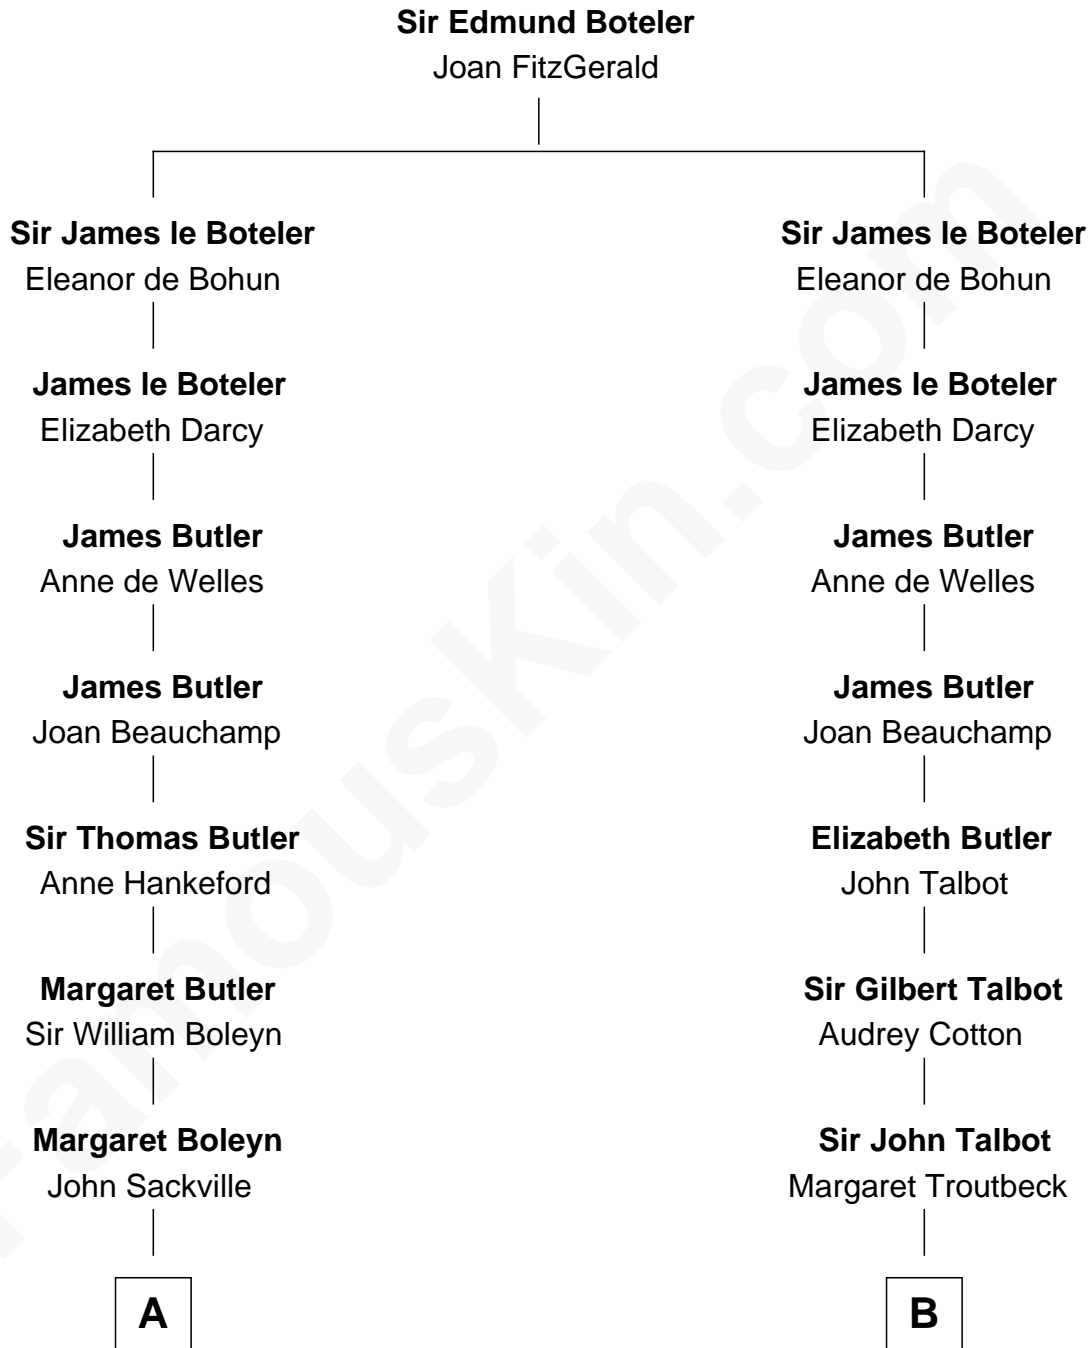 Sir Edmund Boteler
Joan FitzGerald
Sir James le Boteler
Eleanor de Bohun
James le Boteler
Elizabeth Darcy
James Butler
Anne de Welles
James Butler
Joan Beauchamp
Sir Thomas Butler
Anne Hankeford
Margaret Butler
Sir William Boleyn
Margaret Boleyn
John Sackville
A
Sir James le Boteler
Eleanor de Bohun
James le Boteler
Elizabeth Darcy
James Butler
Anne de Welles
James Butler
Joan Beauchamp
Elizabeth Butler
John Talbot
Sir Gilbert Talbot
Audrey Cotton
Sir John Talbot
Margaret Troutbeck
B
FamousKin.com